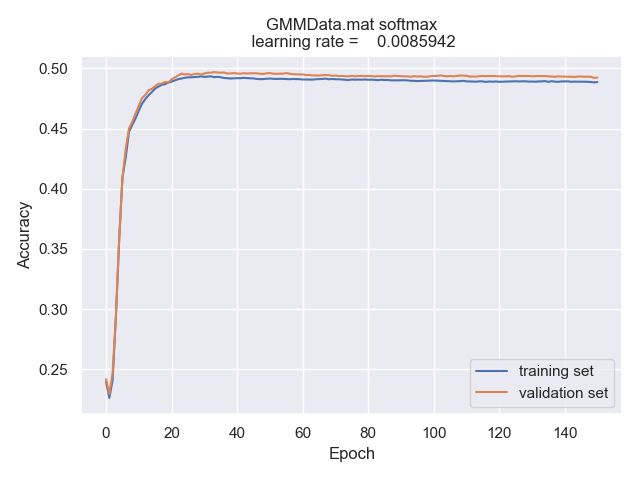 GMMData.mat softmax
learning rate = 0.0085942
0.50
0.45
0.40
0.35
0.30
0.25
Accuracy
0 20 40 60 80 100 120 140
Epoch
training set
validation set